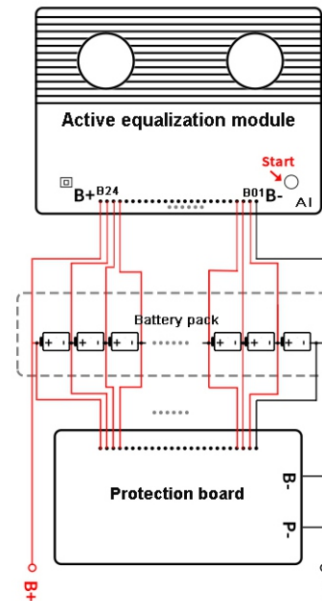 Active equalization module
Start
B+ B24
B01 B-
AI
Battery pack
+ - + - + - + - + - + -
Protection board
B-
P-
B+